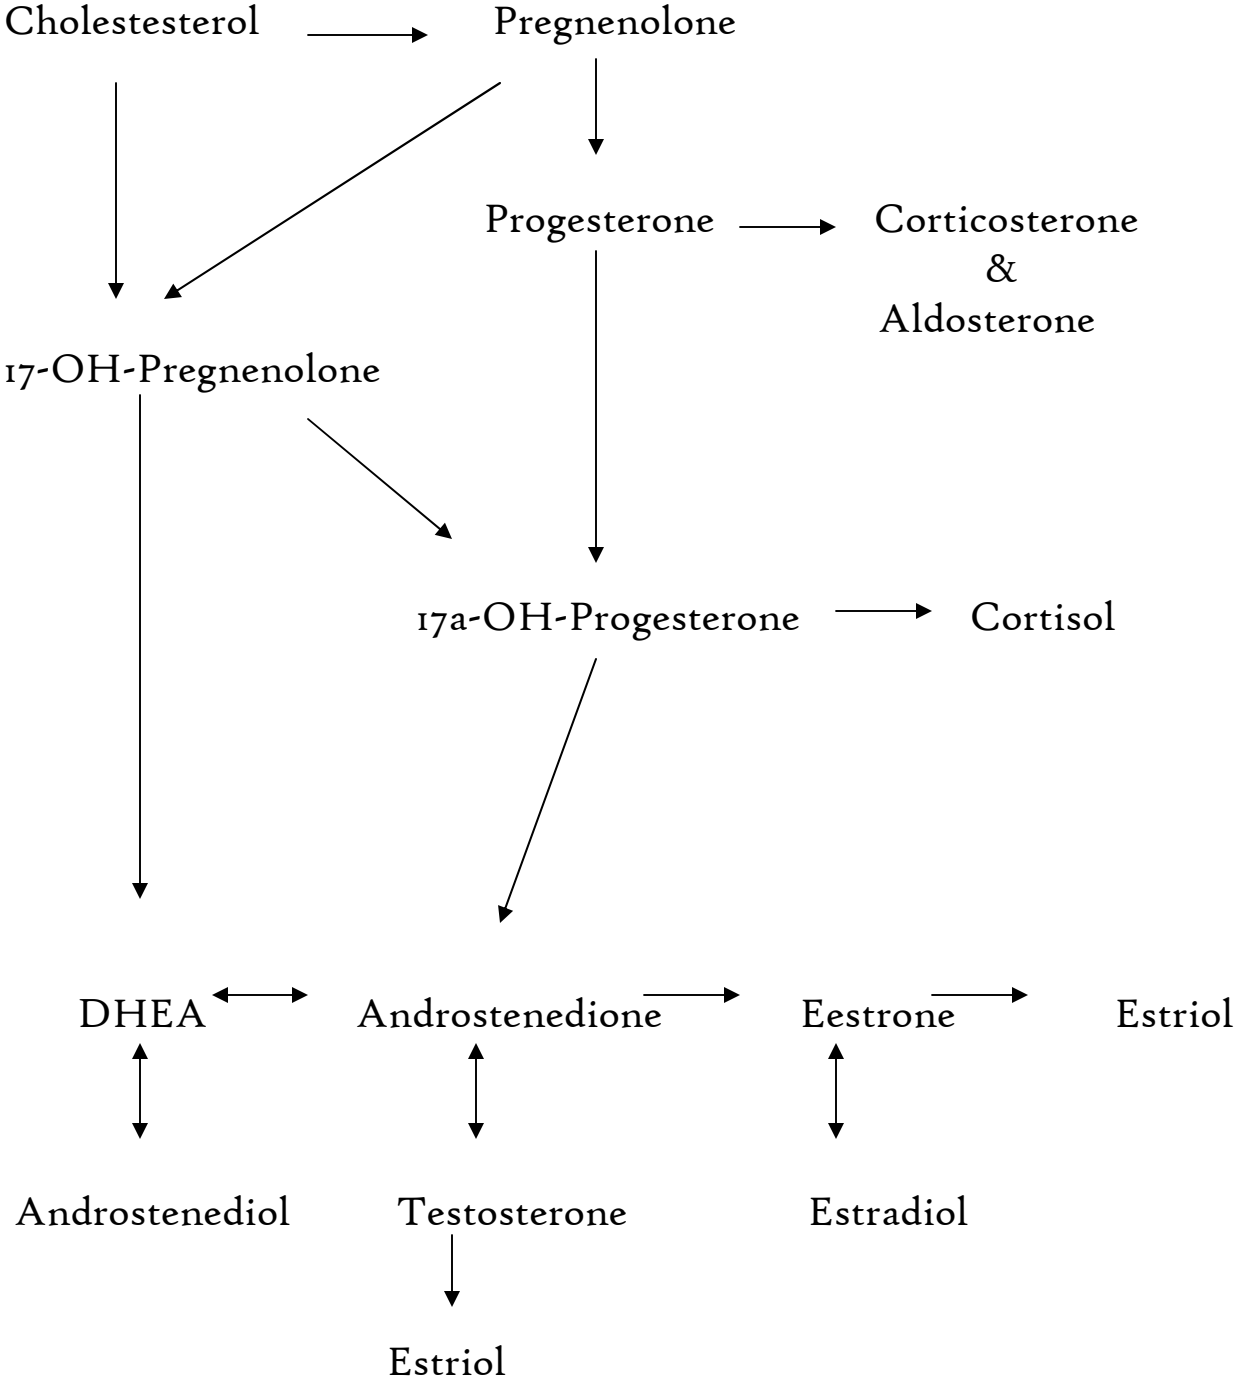 Cholestesterol
Pregnenolone
Progesterone
Corticosterone
&
Aldosterone
17-OH-Pregnenolone
17a-OH-Progesterone
Cortisol
DHEA
Androstenedione
Eestrone
Estriol
Androstenediol
Testosterone
Estradiol
Estriol